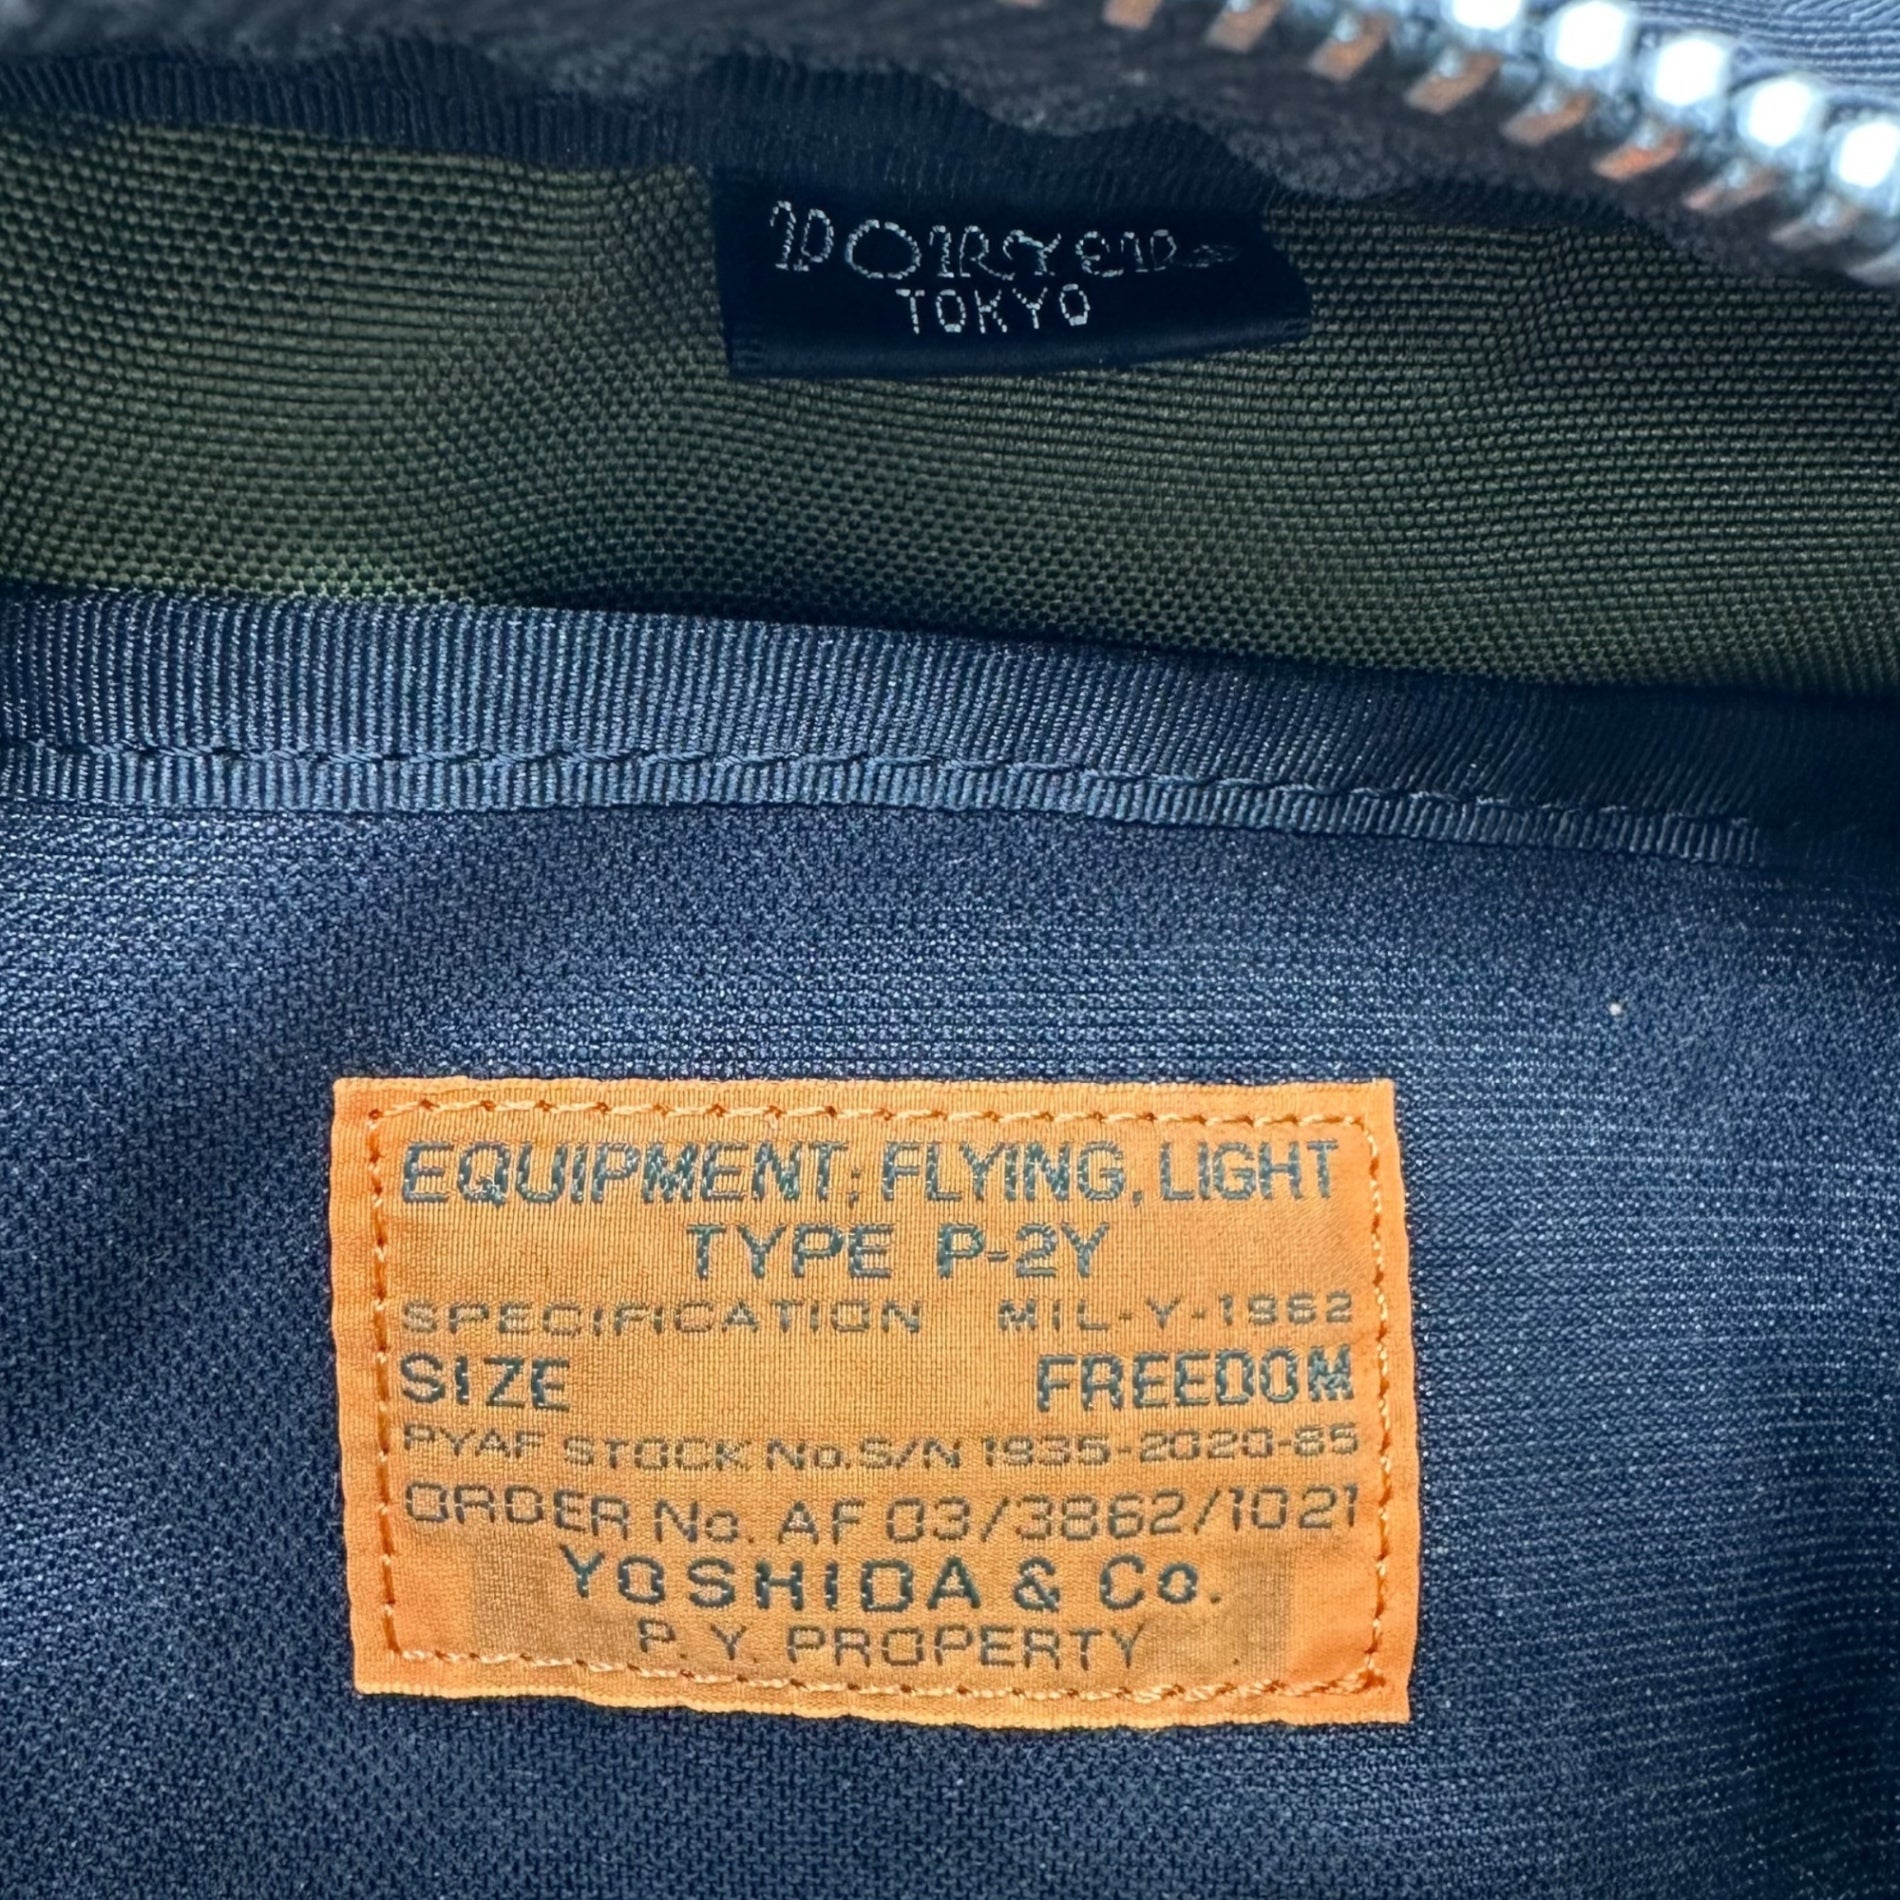 PORTER
TOKYO
EQUIPMENT; FLYING, LIGHT
TYPE P-2Y
SPECIFICATION MIL-Y-1962
SIZE FREEDOM
PYAF STOCK No. S/N 1935-2020-85
ORDER No. AF 03/3862/1021
YOSHIDA & Co.
P. Y. PROPERTY